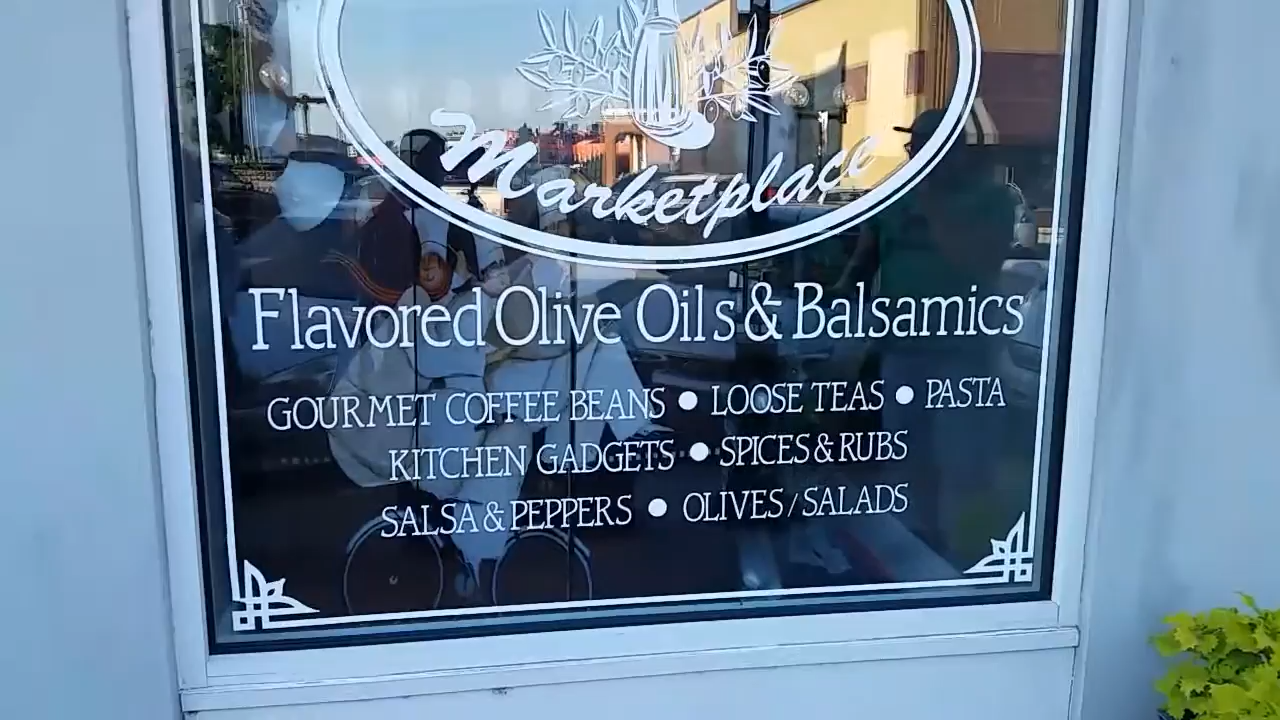 Marketplace
Flavored Olive Oils & Balsamics
GOURMET COFFEE BEANS • LOOSE TEAS • PASTA
KITCHEN GADGETS • SPICES & RUBS
SALSA & PEPPERS • OLIVES / SALADS